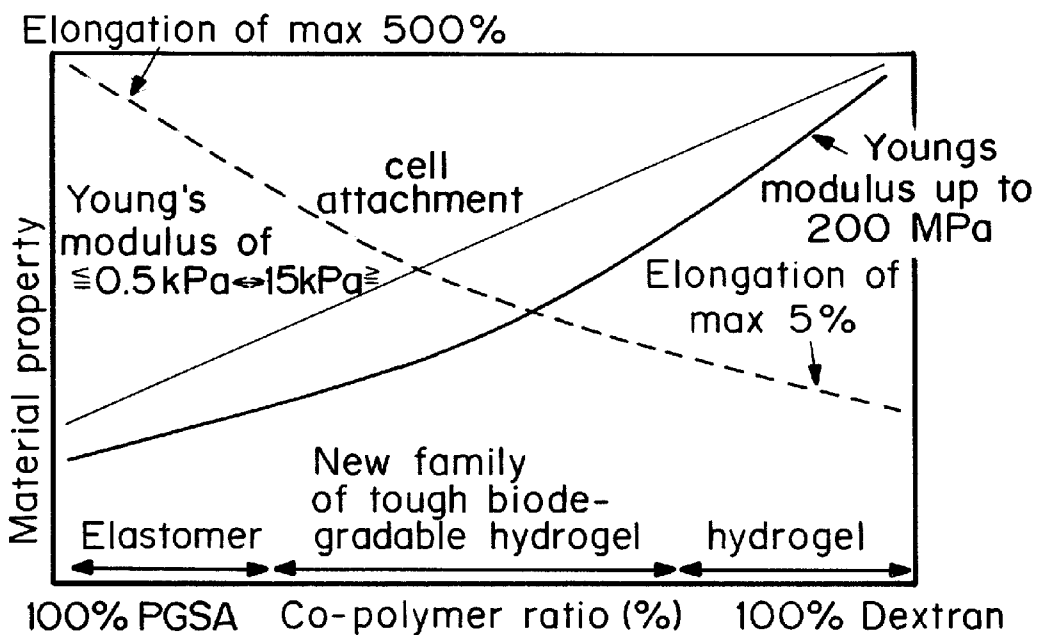 Elongation of max 500%
cell
attachment
Young's
modulus of
≦0.5kPa↔15kPa≧
Youngs
modulus up to
200 MPa
Elongation of
max 5%
Material property
New family
of tough biode-
gradable hydrogel
Elastomer
hydrogel
100% PGSA
Co-polymer ratio (%)
100% Dextran